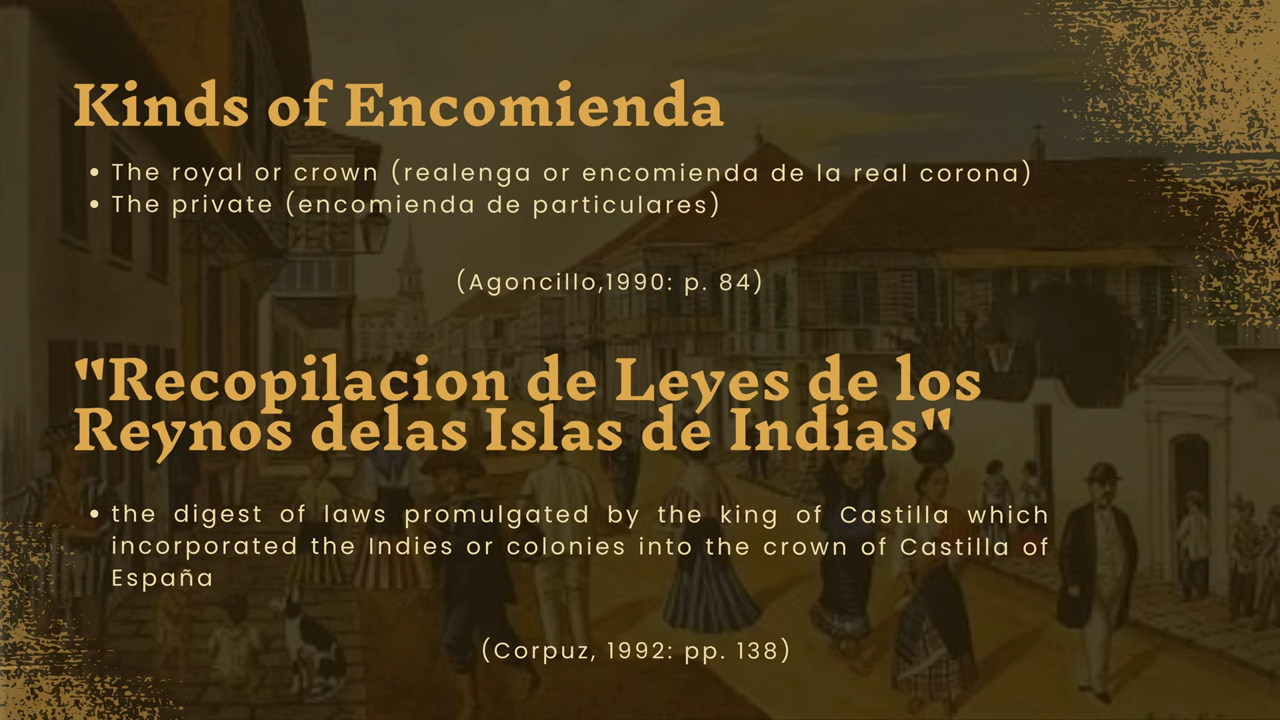 Kinds of Encomienda
• The royal or crown (realenga or encomienda de la real corona)
• The private (encomienda de particulares)
(Agoncillo,1990: p. 84)
"Recopilacion de Leyes de los
Reynos delas Islas de Indias"
• the digest of laws promulgated by the king of Castilla which
incorporated the Indies or colonies into the crown of Castilla of
España
(Corpuz, 1992: pp. 138)